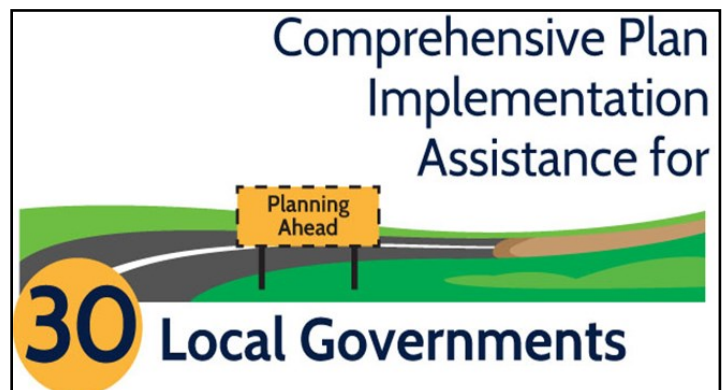 Comprehensive Plan
Implementation
Assistance for
Planning
Ahead
30 Local Governments